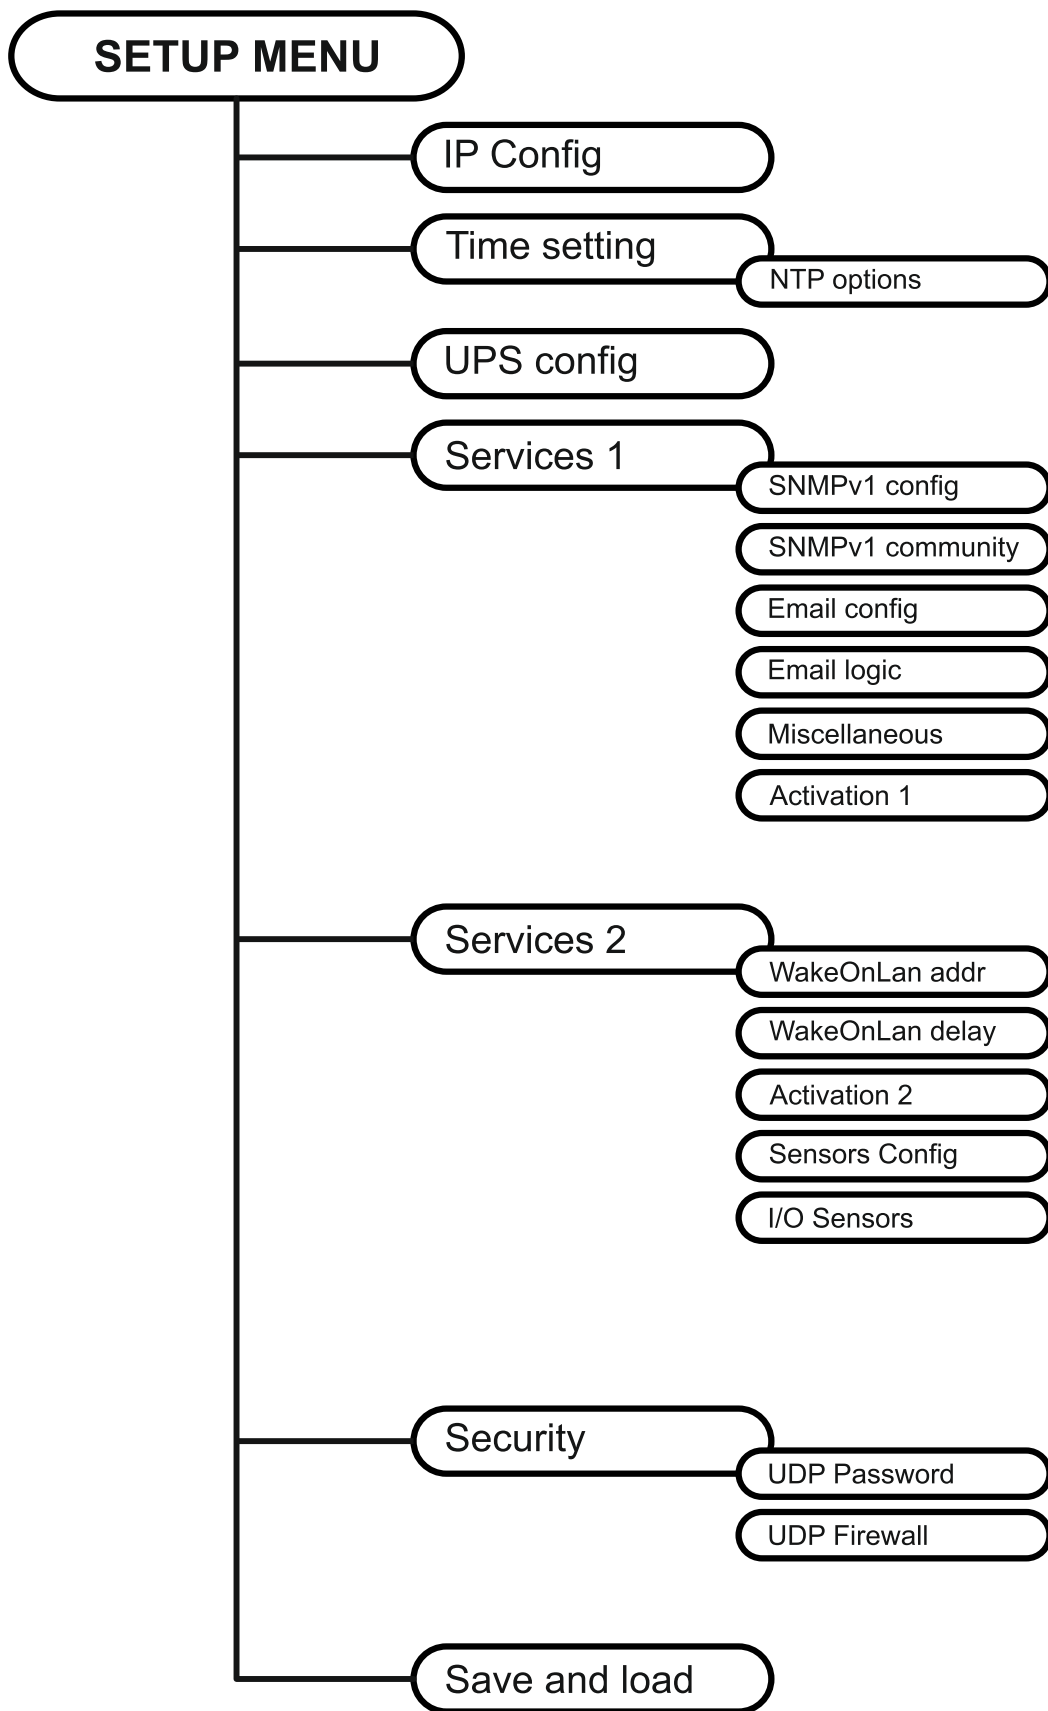 SETUP MENU
IP Config
Time setting
NTP options
UPS config
Services 1
SNMPv1 config
SNMPv1 community
Email config
Email logic
Miscellaneous
Activation 1
Services 2
WakeOnLan addr
WakeOnLan delay
Activation 2
Sensors Config
I/O Sensors
Security
UDP Password
UDP Firewall
Save and load